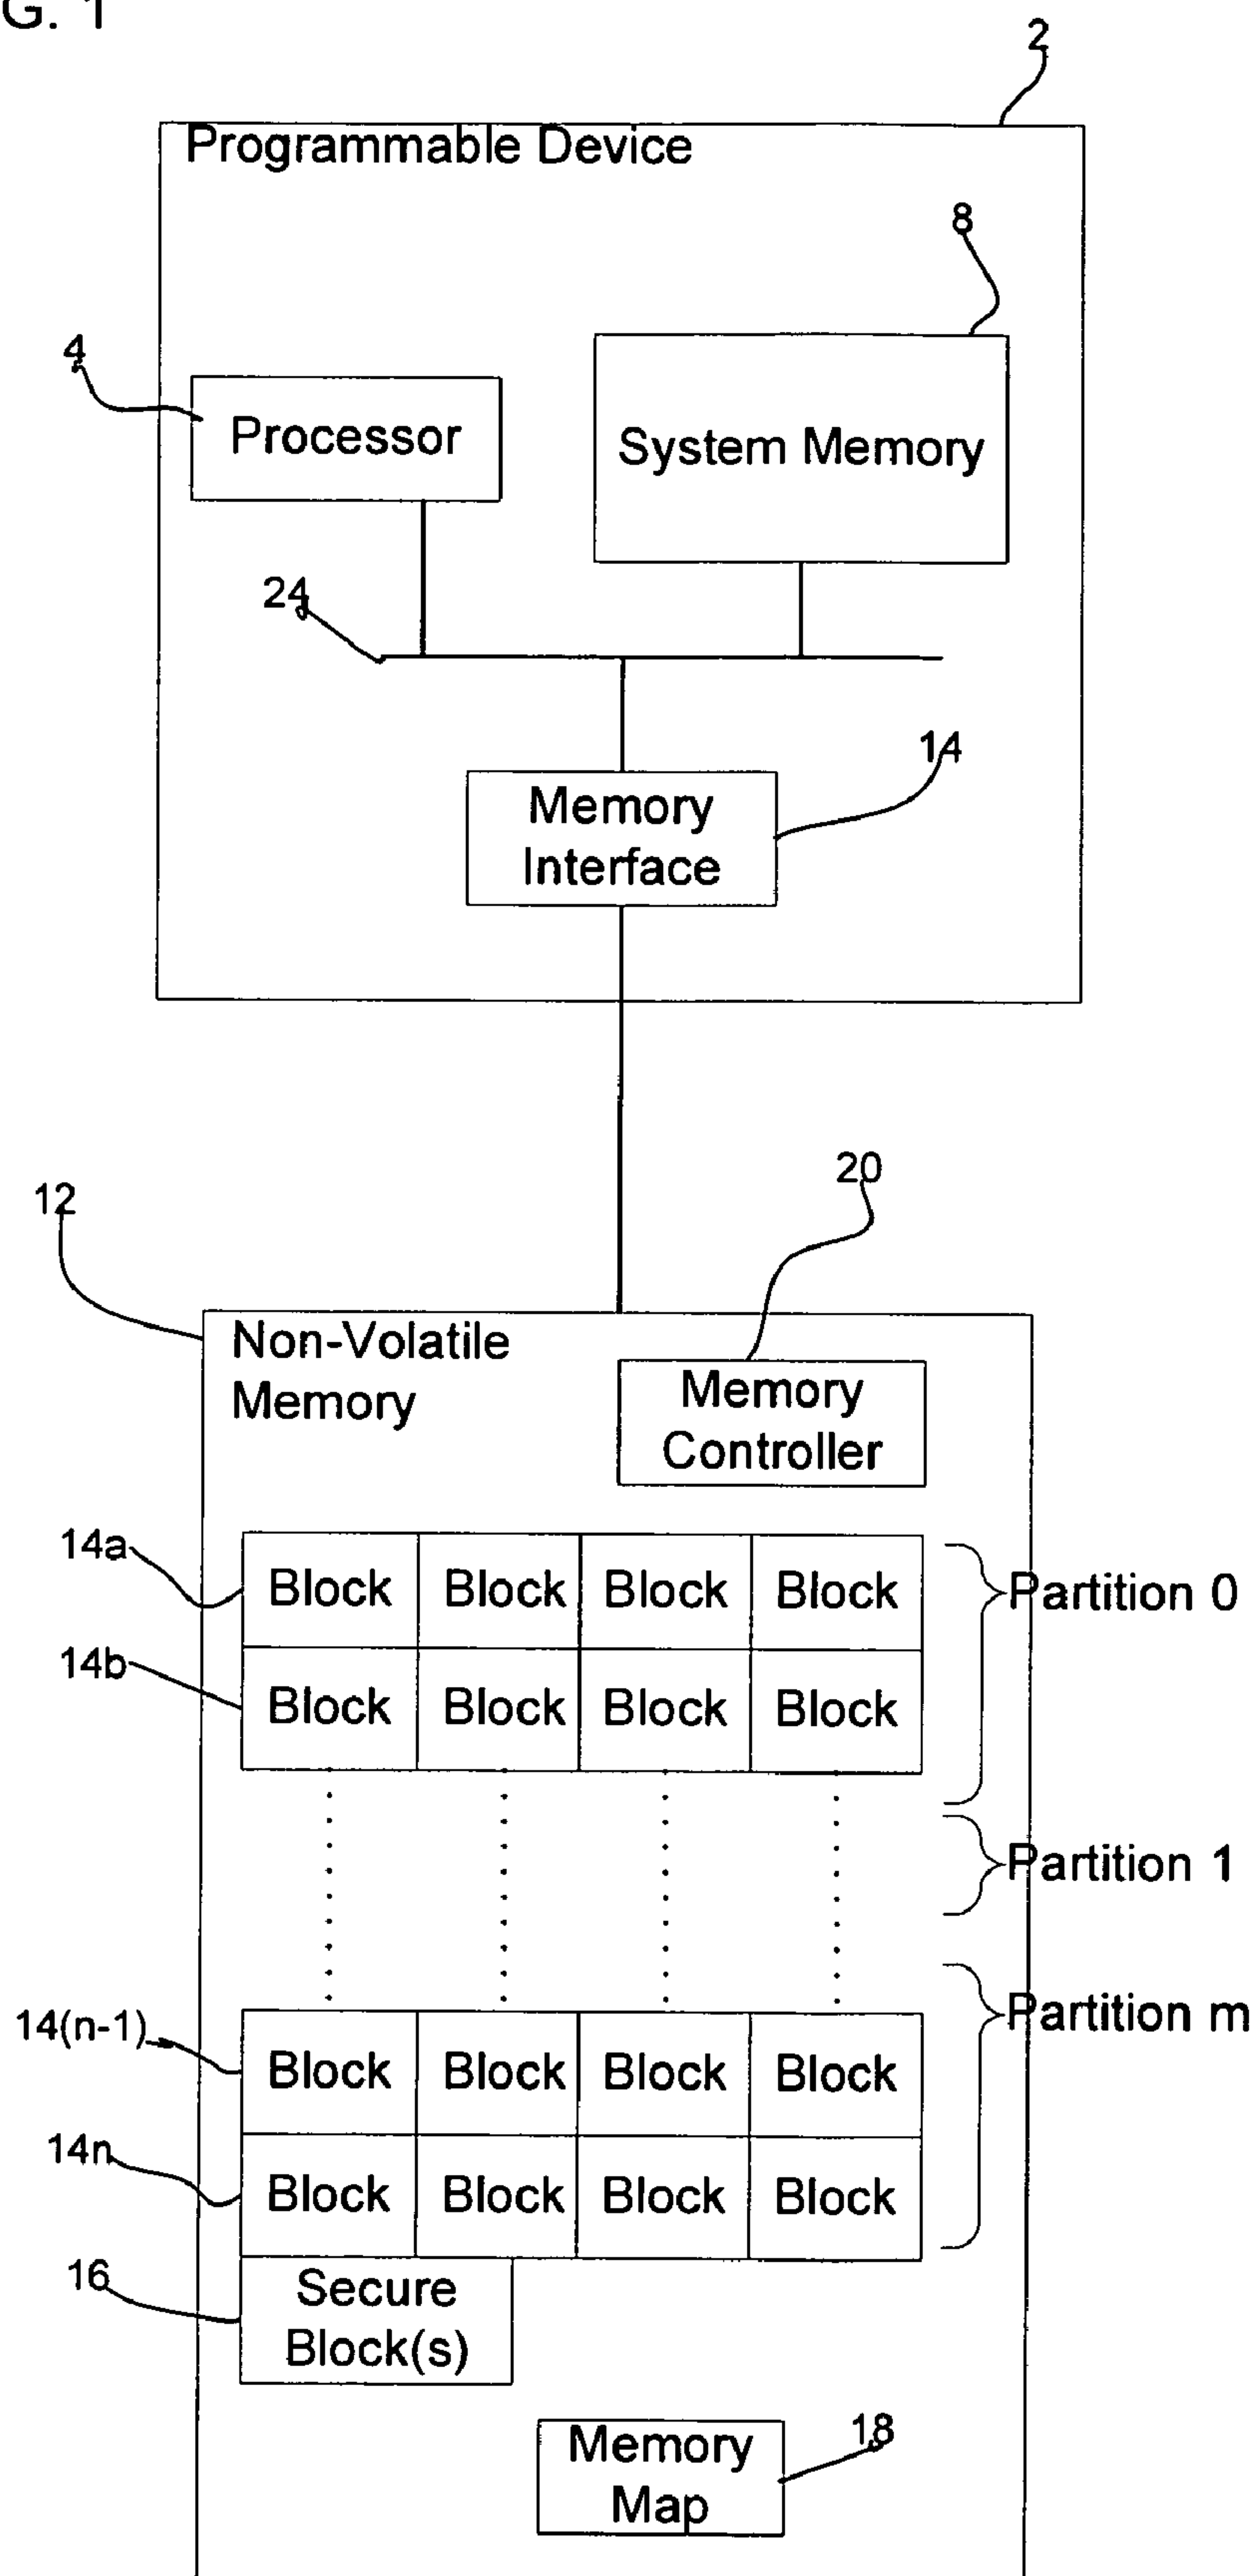 G. 1
2
Programmable Device
8
4
Processor
System Memory
24
14
Memory
Interface
20
12
Non-Volatile
Memory
Memory
Controller
14a
Block Block Block Block
Partition 0
14b
Block Block Block Block
Partition 1
Partition m
14(n-1)
Block Block Block Block
14n
Block Block Block Block
16
Secure
Block(s)
18
Memory
Map